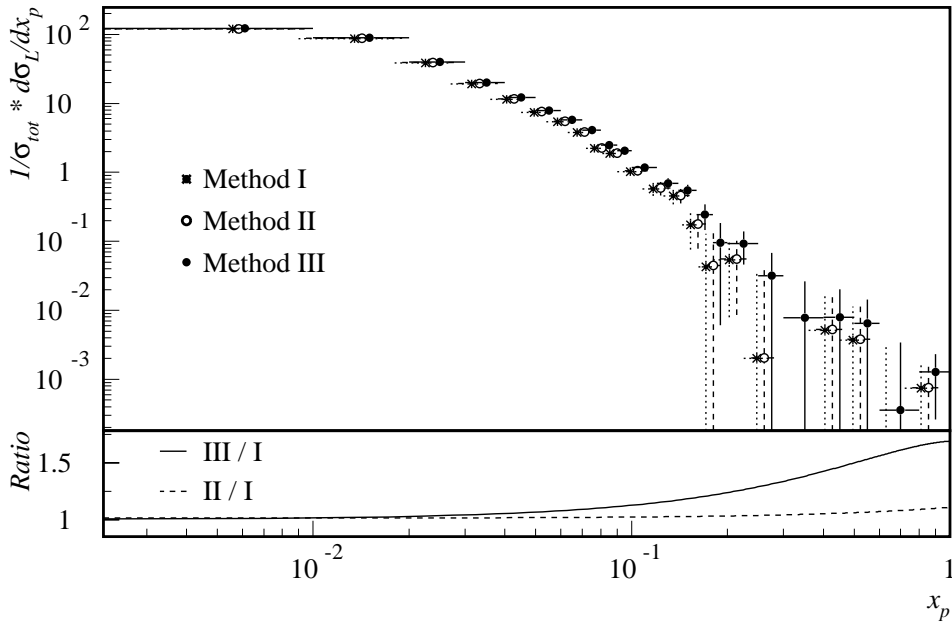 1/σ_tot * dσ_L/dx_p
10^2
10
1
10^-1
10^-2
10^-3
Method I
Method II
Method III
Ratio
1.5
1
III / I
II / I
10^-2
10^-1
1
x_p